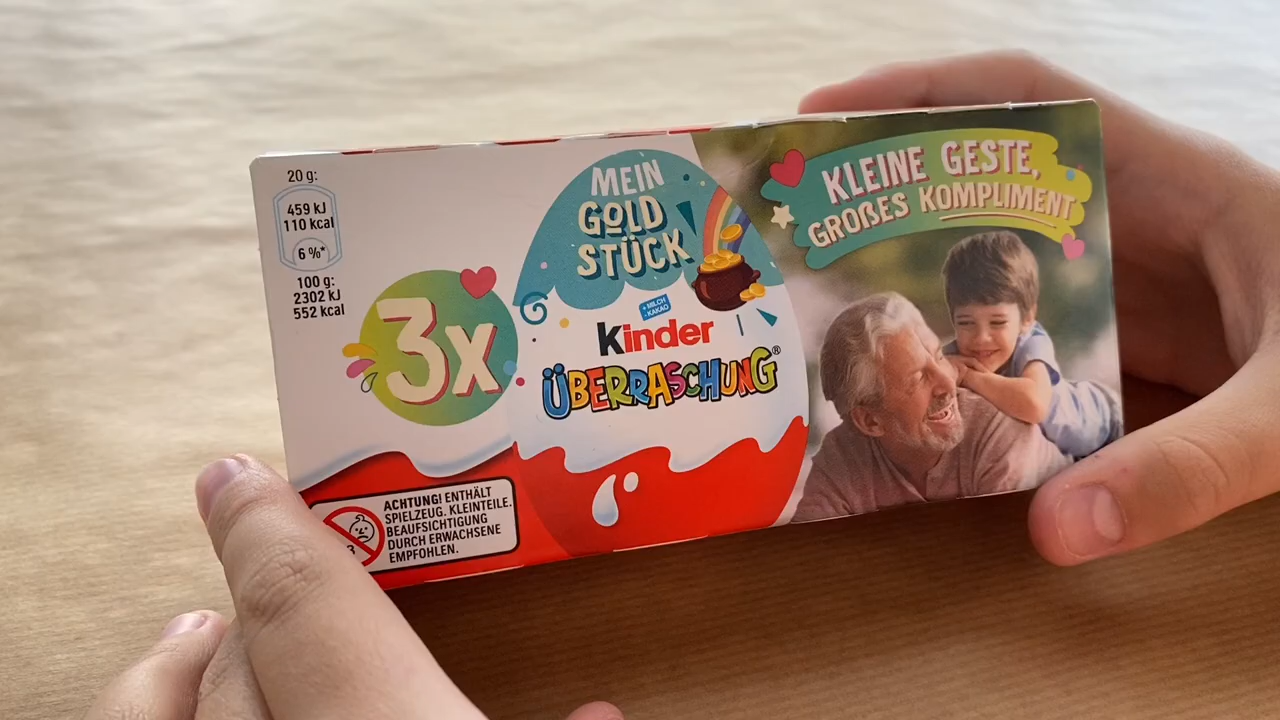 20 g:
459 kJ
110 kcal
6 %*
100 g:
2302 kJ
552 kcal
3x
MEIN
GOLD
STÜCK
+ MILCH
- KAKAO
Kinder
ÜBERRASCHUNG®
KLEINE GESTE,
GROẞES KOMPLIMENT
ACHTUNG! ENTHÄLT
SPIELZEUG. KLEINTEILE.
BEAUFSICHTIGUNG
DURCH ERWACHSENE
EMPFOHLEN.